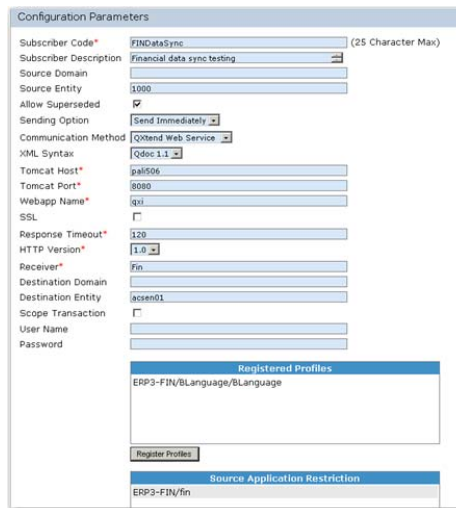 Configuration Parameters
Subscriber Code* FINDataSync (25 Character Max)
Subscriber Description Financial data sync testing
Source Domain
Source Entity 1000
Allow Superseded
Sending Option Send Immediately
Communication Method QXtend Web Service
XML Syntax Qdoc 1.1
Tomcat Host* pali506
Tomcat Port* 8080
Webapp Name* qxi
SSL
Response Timeout* 120
HTTP Version* 1.0
Receiver* Fin
Destination Domain
Destination Entity acsen01
Scope Transaction
User Name
Password
Registered Profiles
ERP3-FIN/BLanguage/BLanguage
Register Profiles
Source Application Restriction
ERP3-FIN/fin